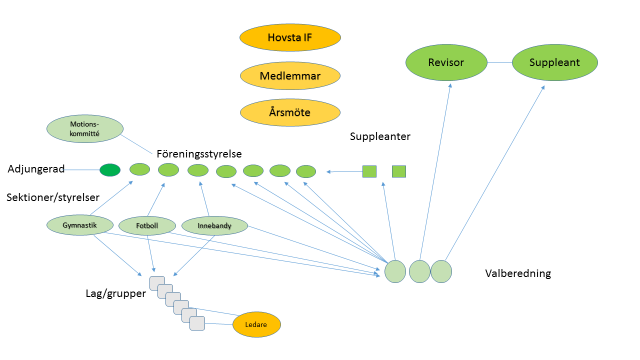 Hovsta IF
Revisor
Suppleant
Medlemmar
Årsmöte
Motions-
kommitté
Suppleanter
Föreningsstyrelse
Adjungerad
Sektioner/styrelser
Gymnastik
Fotboll
Innebandy
Valberedning
Lag/grupper
Ledare